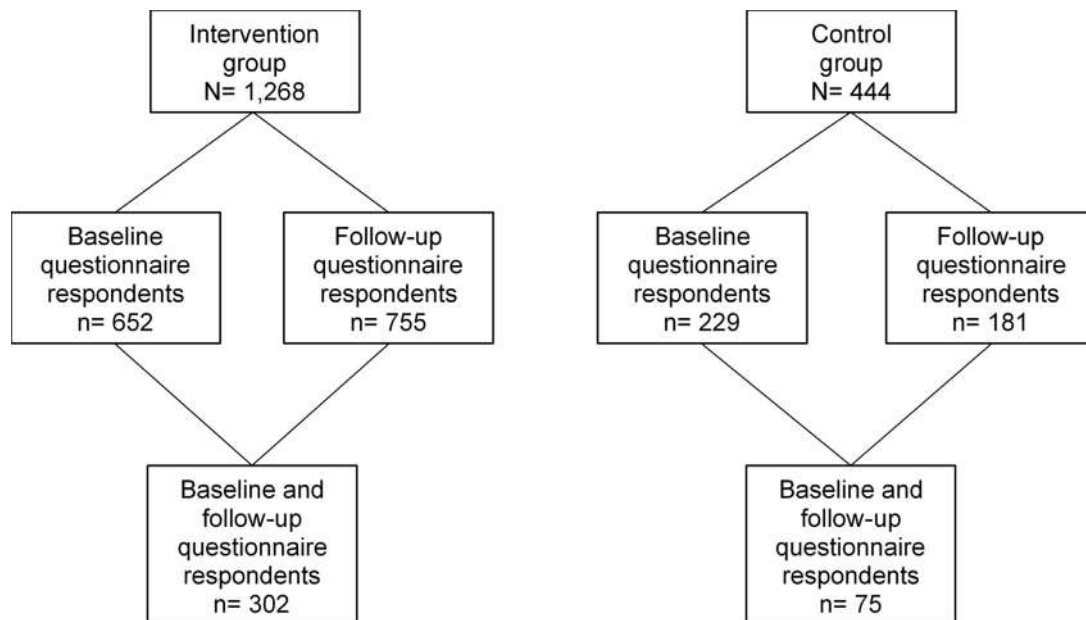 Intervention
group
N= 1,268
Control
group
N= 444
Baseline
questionnaire
respondents
n= 652
Follow-up
questionnaire
respondents
n= 755
Baseline
questionnaire
respondents
n= 229
Follow-up
questionnaire
respondents
n= 181
Baseline and
follow-up
questionnaire
respondents
n= 302
Baseline and
follow-up
questionnaire
respondents
n= 75